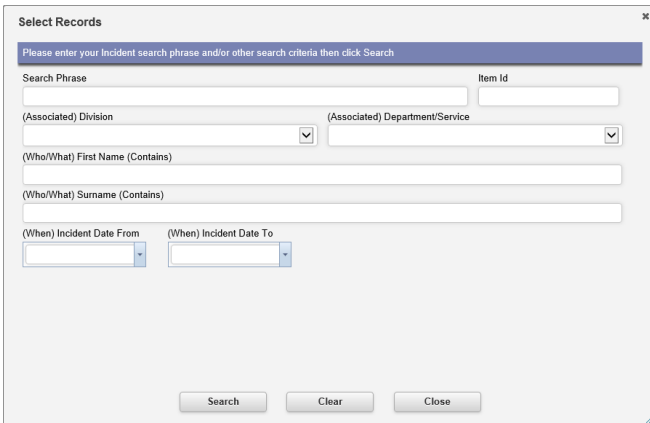 Select Records
Please enter your Incident search phrase and/or other search criteria then click Search
Search Phrase Item Id
(Associated) Division (Associated) Department/Service
(Who/What) First Name (Contains)
(Who/What) Surname (Contains)
(When) Incident Date From (When) Incident Date To
Search Clear Close